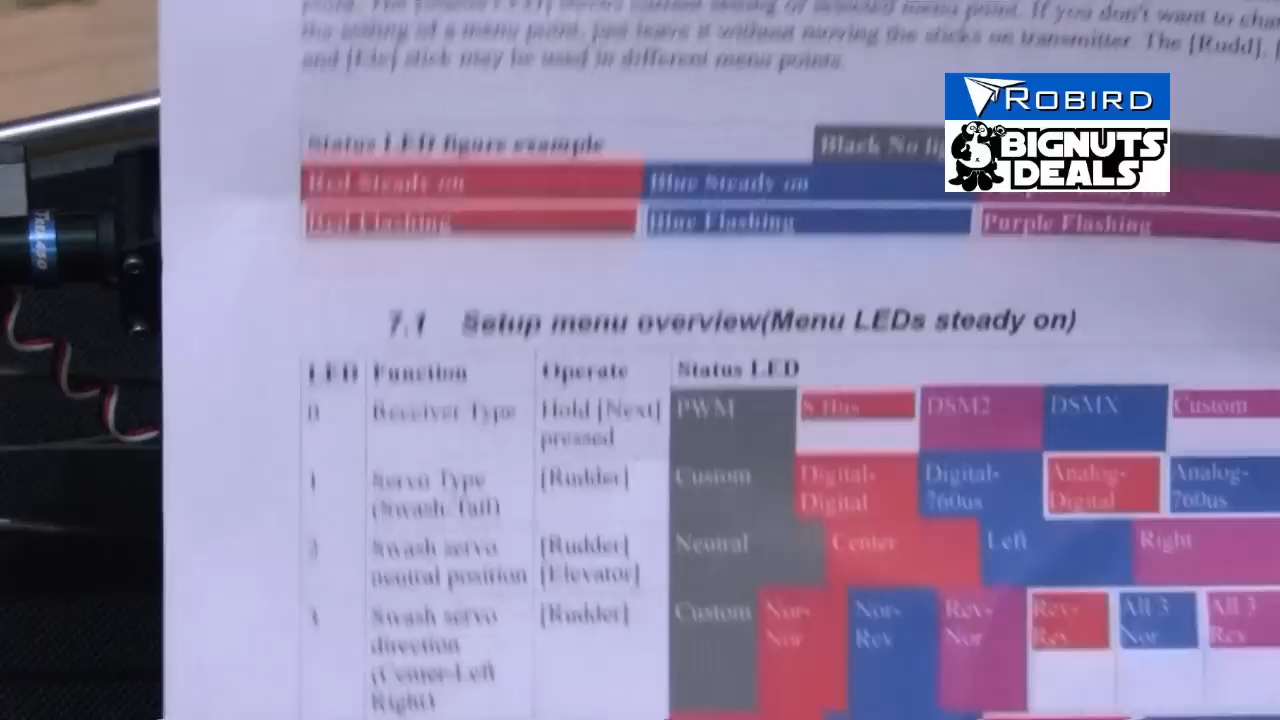 point. The [Status LED] shows current setting of selected menu point. If you don't want to cha
the setting of a menu point, just leave it without moving the sticks on transmitter. The [Rudd], [
and [Ele] stick may be used in different menu points.
ROBIRD
BIGNUTS
DEALS
Status LED figure example
Black No lig
Red Steady on
Blue Steady on
Red Flashing
Blue Flashing
Purple Flashing
7.1 Setup menu overview(Menu LEDs steady on)
LED Function Operate Status LED
0 Receiver Type Hold [Next] pressed PWM S-Bus DSM2 DSMX Custom
1 Servo Type (Swash-Tail) [Rudder] Custom Digital-Digital Digital-760us Analog-Digital Analog-760us
2 Swash servo neutral position [Rudder] [Elevator] Neutral Center Left Right
3 Swash servo direction (Center-Left Right) [Rudder] Custom Nor-Nor Nor-Rev Rev-Nor Rev-Rev All 3 Nor All 3 Rev